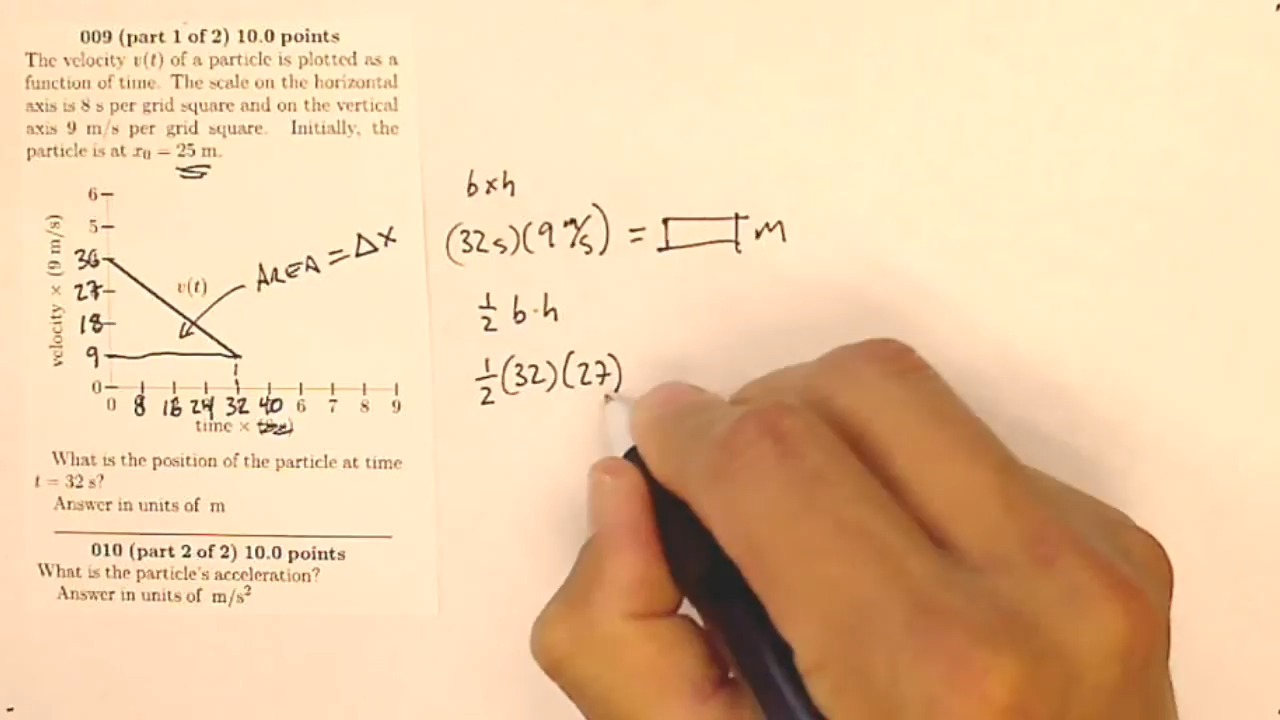 009 (part 1 of 2) 10.0 points
The velocity v(t) of a particle is plotted as a
function of time. The scale on the horizontal
axis is 8 s per grid square and on the vertical
axis 9 m/s per grid square. Initially, the
particle is at x₀ = 25 m.
6
5
36
27
18
9
0
velocity × (9 m/s)
v(t)
AREA = Δx
0 8 16 24 32 40 6 7 8 9
time ×
What is the position of the particle at time
t = 32 s?
Answer in units of m
010 (part 2 of 2) 10.0 points
What is the particle's acceleration?
Answer in units of m/s²
b×h
(32s)(9 m/s) = m
½ b·h
½(32)(27)